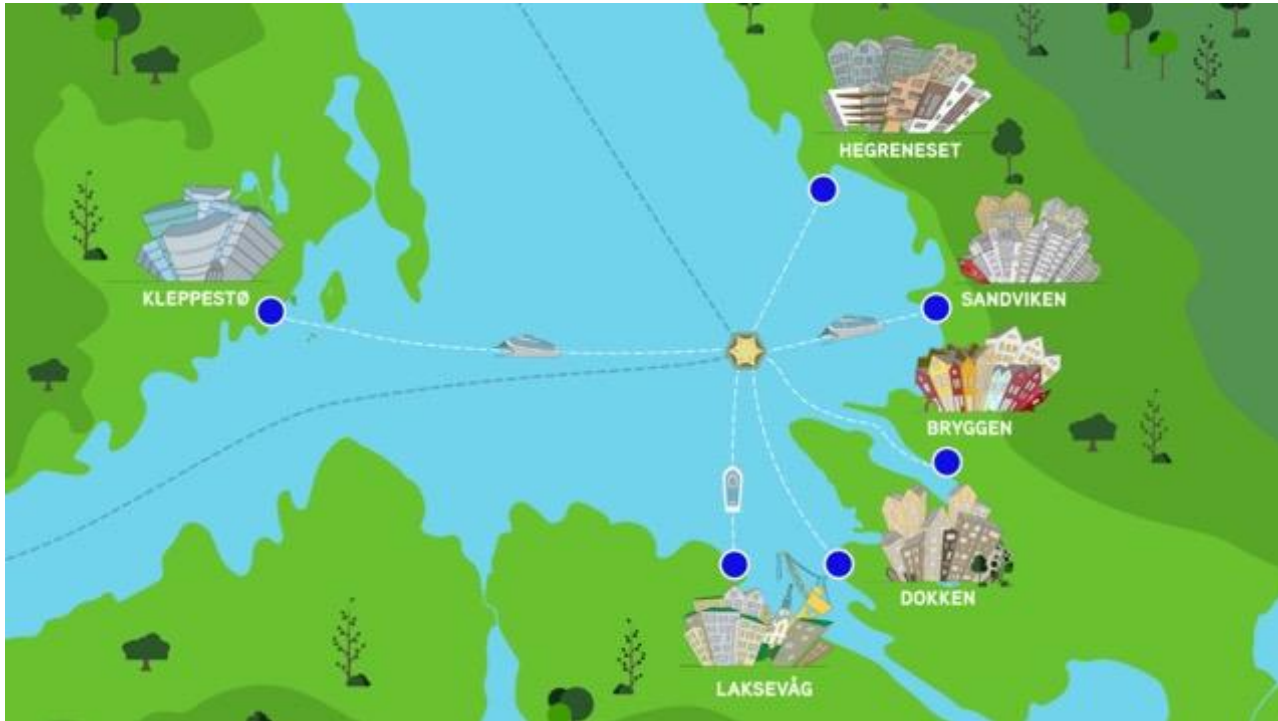 HEGRENESET
KLEPPESTØ
SANDVIKEN
BRYGGEN
DOKKEN
LAKSEVÅG